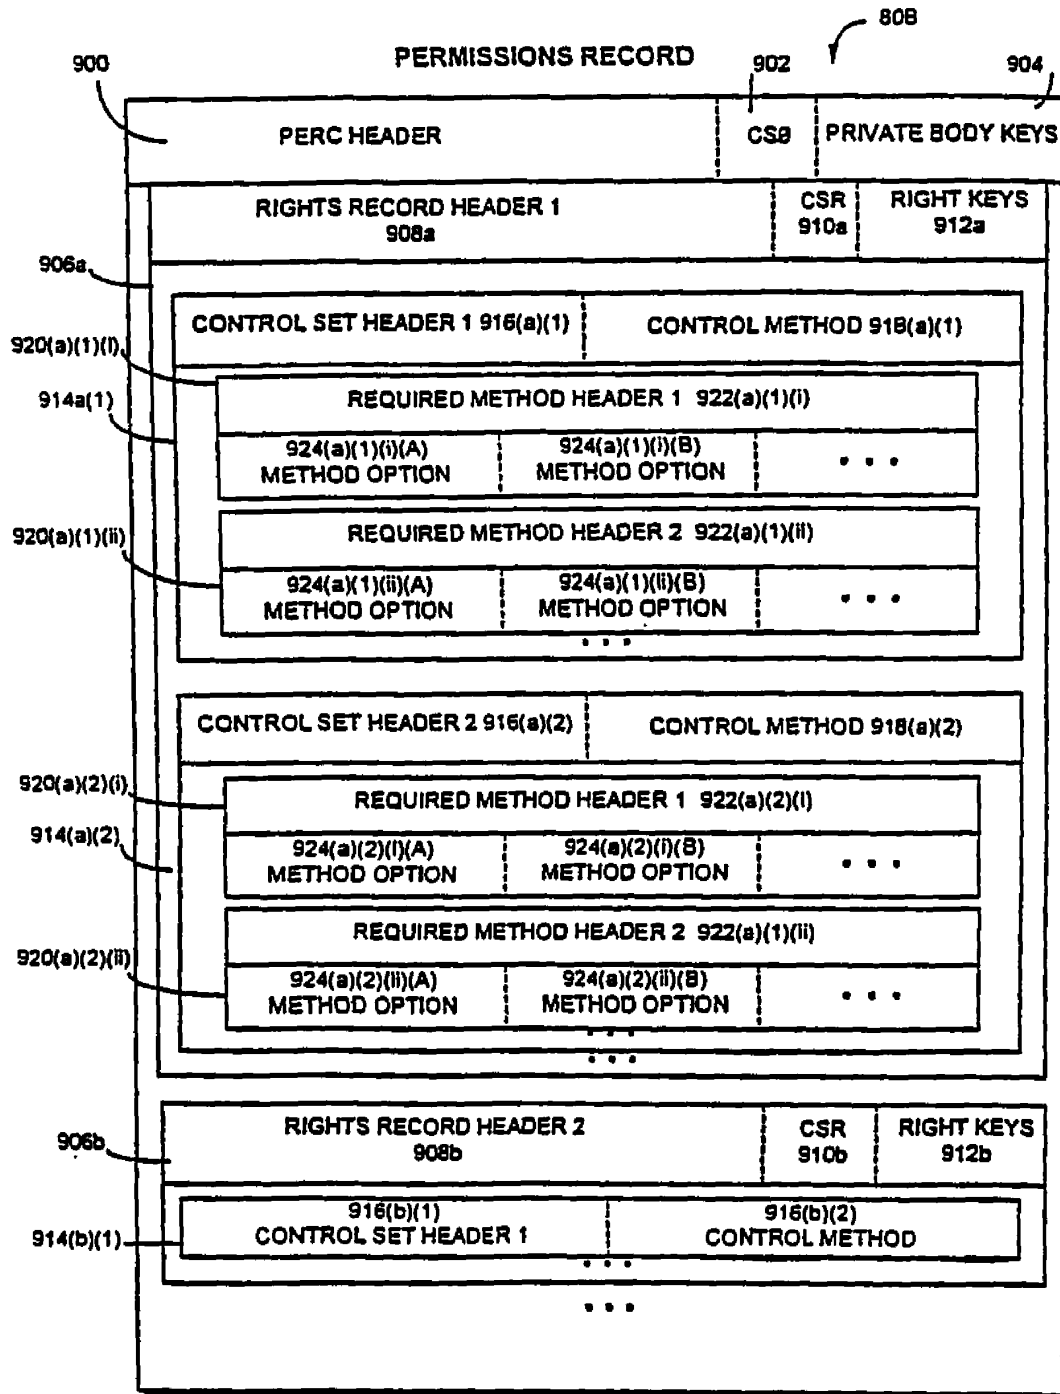 808
PERMISSIONS RECORD
900
902
904
PERC HEADER
CS0
PRIVATE BODY KEYS
RIGHTS RECORD HEADER 1
908a
CSR
910a
RIGHT KEYS
912a
906a
CONTROL SET HEADER 1 916(a)(1)
CONTROL METHOD 918(a)(1)
920(a)(1)(i)
REQUIRED METHOD HEADER 1 922(a)(1)(i)
914a(1)
924(a)(1)(i)(A)
METHOD OPTION
924(a)(1)(i)(B)
METHOD OPTION
• • •
REQUIRED METHOD HEADER 2 922(a)(1)(ii)
920(a)(1)(ii)
924(a)(1)(ii)(A)
METHOD OPTION
924(a)(1)(ii)(B)
METHOD OPTION
• • •
• • •
CONTROL SET HEADER 2 916(a)(2)
CONTROL METHOD 918(a)(2)
920(a)(2)(i)
REQUIRED METHOD HEADER 1 922(a)(2)(i)
914(a)(2)
924(a)(2)(i)(A)
METHOD OPTION
924(a)(2)(i)(B)
METHOD OPTION
• • •
REQUIRED METHOD HEADER 2 922(a)(1)(ii)
920(a)(2)(ii)
924(a)(2)(ii)(A)
METHOD OPTION
924(a)(2)(ii)(B)
METHOD OPTION
• • •
• • •
• • •
906b
RIGHTS RECORD HEADER 2
908b
CSR
910b
RIGHT KEYS
912b
914(b)(1)
916(b)(1)
CONTROL SET HEADER 1
916(b)(2)
CONTROL METHOD
• • •
• • •